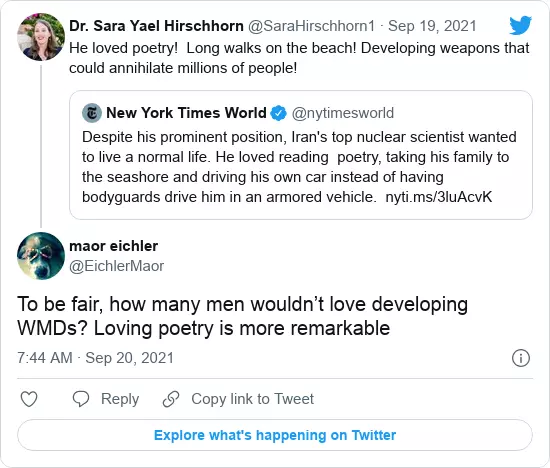 Dr. Sara Yael Hirschhorn @SaraHirschhorn1 · Sep 19, 2021
He loved poetry! Long walks on the beach! Developing weapons that
could annihilate millions of people!
New York Times World @nytimesworld
Despite his prominent position, Iran's top nuclear scientist wanted
to live a normal life. He loved reading poetry, taking his family to
the seashore and driving his own car instead of having
bodyguards drive him in an armored vehicle. nyti.ms/3luAcvK
maor eichler
@EichlerMaor
To be fair, how many men wouldn’t love developing
WMDs? Loving poetry is more remarkable
7:44 AM · Sep 20, 2021
Reply Copy link to Tweet
Explore what's happening on Twitter